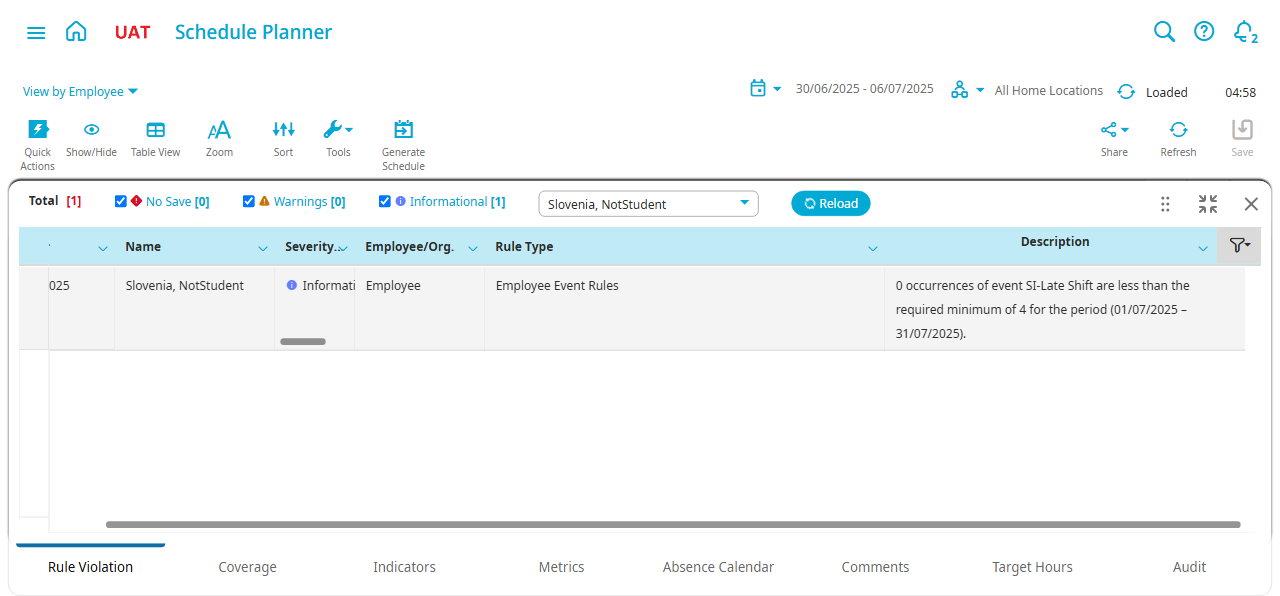 UAT Schedule Planner
2
View by Employee
30/06/2025 - 06/07/2025
All Home Locations
Loaded
04:58
Quick Actions
Show/Hide
Table View
Zoom
Sort
Tools
Generate Schedule
Share
Refresh
Save
Total [1]
No Save [0]
Warnings [0]
Informational [1]
Slovenia, NotStudent
Reload
Name
Severity...
Employee/Org.
Rule Type
Description
025
Slovenia, NotStudent
Informati
Employee
Employee Event Rules
0 occurrences of event SI-Late Shift are less than the
required minimum of 4 for the period (01/07/2025 –
31/07/2025).
Rule Violation
Coverage
Indicators
Metrics
Absence Calendar
Comments
Target Hours
Audit